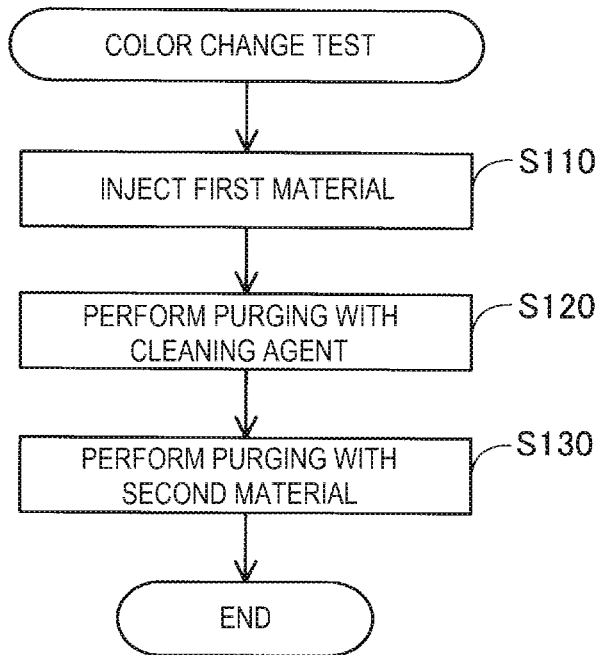 COLOR CHANGE TEST
INJECT FIRST MATERIAL
S110
PERFORM PURGING WITH
CLEANING AGENT
S120
PERFORM PURGING WITH
SECOND MATERIAL
S130
END